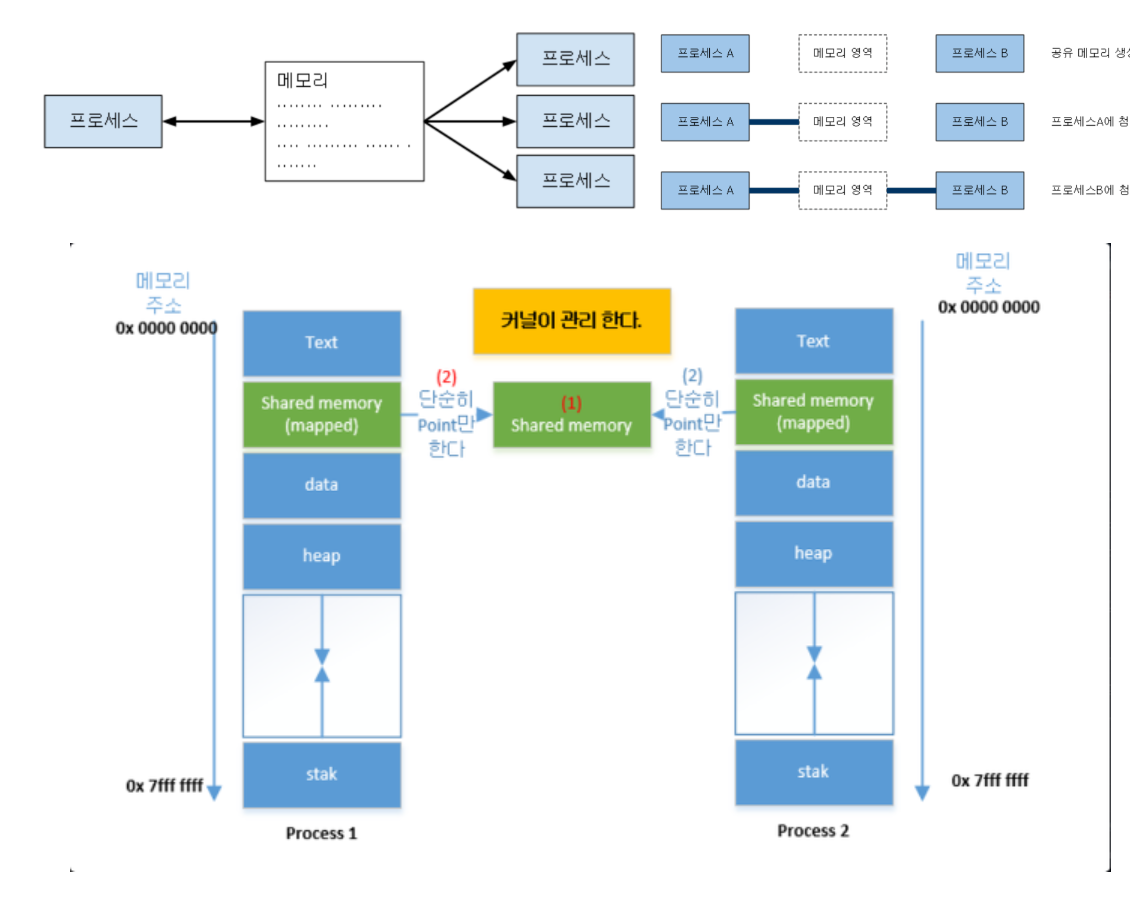 프로세스
메모리
프로세스
프로세스
프로세스
프로세스 A
메모리 영역
프로세스 B
공유 메모리
프로세스 A
메모리 영역
프로세스 B
프로세스A에
프로세스 A
메모리 영역
프로세스 B
프로세스B에
메모리
주소
0x 0000 0000
Text
Shared memory
(mapped)
data
heap
stak
0x 7fff ffff
Process 1
(2)
단순히
Point만
한다
커널이 관리 한다.
(1)
Shared memory
(2)
단순히
Point만
한다
메모리
주소
0x 0000 0000
Text
Shared memory
(mapped)
data
heap
stak
0x 7fff ffff
Process 2